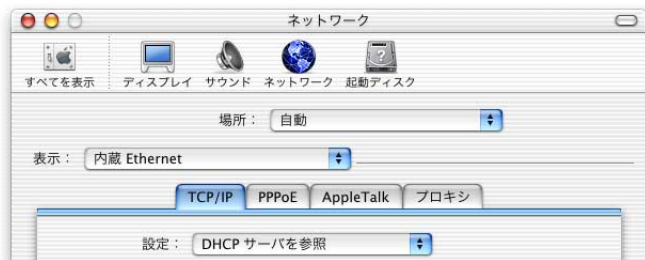 ネットワーク
すべてを表示 ディスプレイ サウンド ネットワーク 起動ディスク
場所： 自動
表示： 内蔵 Ethernet
TCP/IP PPPoE AppleTalk プロキシ
設定： DHCP サーバを参照